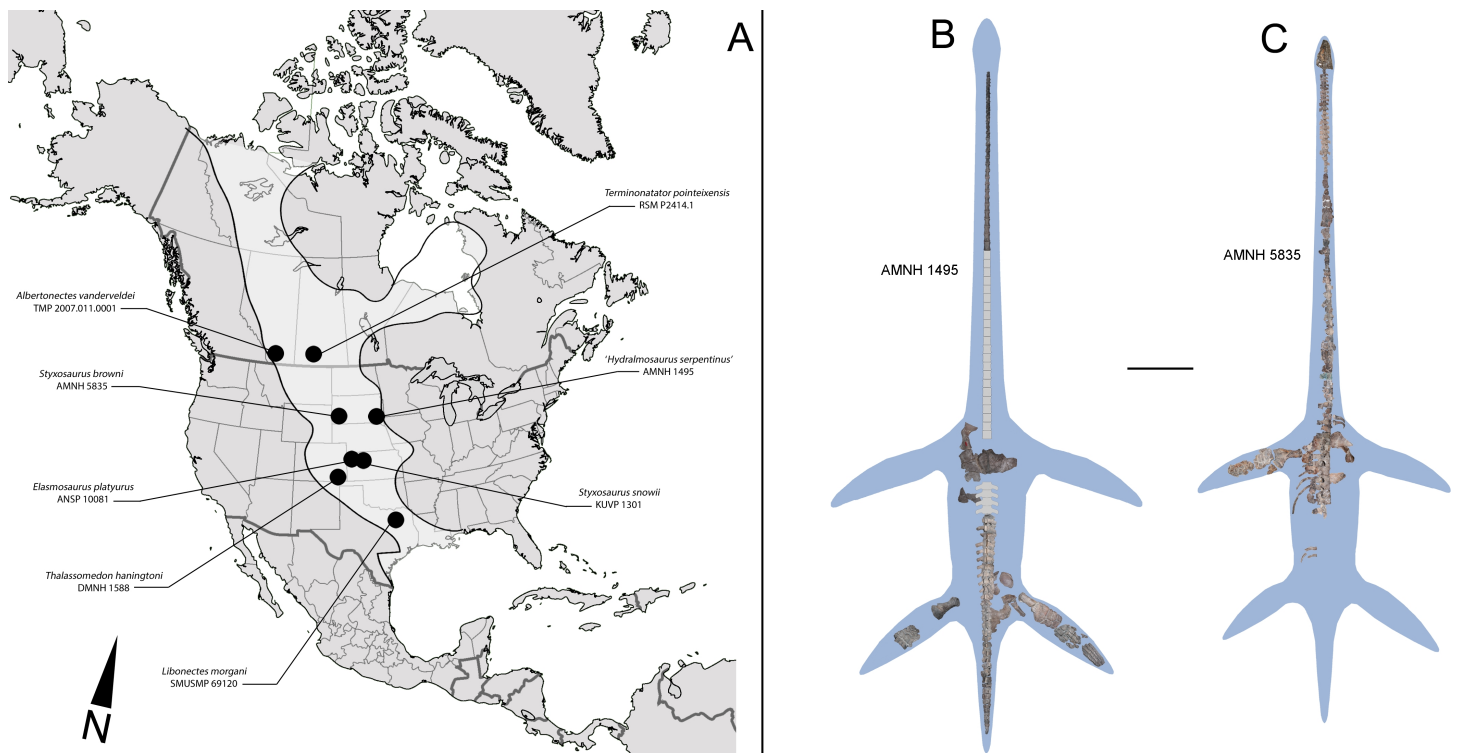 A
Terminonatator pointeixensis
RSM P2414.1
Albertonectes vanderveldei
TMP 2007.011.0001
'Hydralmosaurus serpentinus'
AMNH 1495
Styxosaurus browni
AMNH 5835
Elasmosaurus platyurus
ANSP 10081
Styxosaurus snowii
KUVP 1301
Thalassomedon haningtoni
DMNH 1588
Libonectes morgani
SMUSMP 69120
N
B
AMNH 1495
C
AMNH 5835